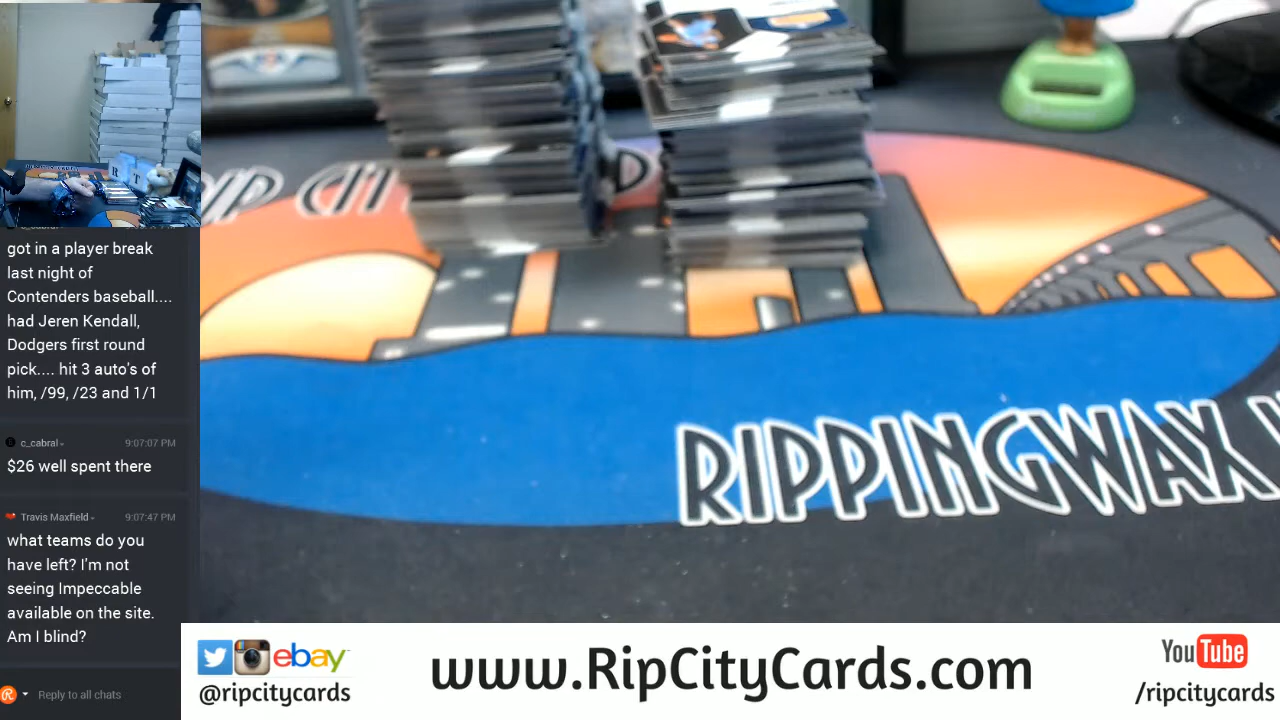 got in a player break
last night of
Contenders baseball....
had Jeren Kendall,
Dodgers first round
pick.... hit 3 auto's of
him, /99, /23 and 1/1
c_cabral
9:07:07 PM
$26 well spent there
Travis Maxfield
9:07:47 PM
what teams do you
have left? I'm not
seeing Impeccable
available on the site.
Am I blind?
Reply to all chats
RIP CIT
RIPPINGWAX
ebay
@ripcitycards
www.RipCityCards.com
YouTube
/ripcitycards